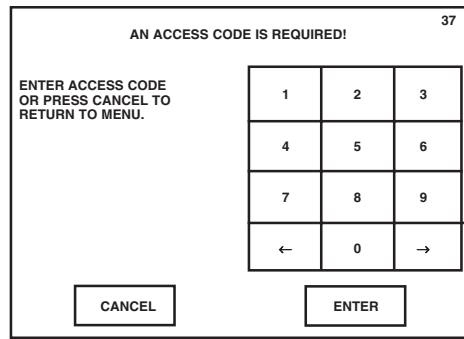 37
AN ACCESS CODE IS REQUIRED!
ENTER ACCESS CODE
OR PRESS CANCEL TO
RETURN TO MENU.
1 2 3
4 5 6
7 8 9
← 0 →
CANCEL ENTER